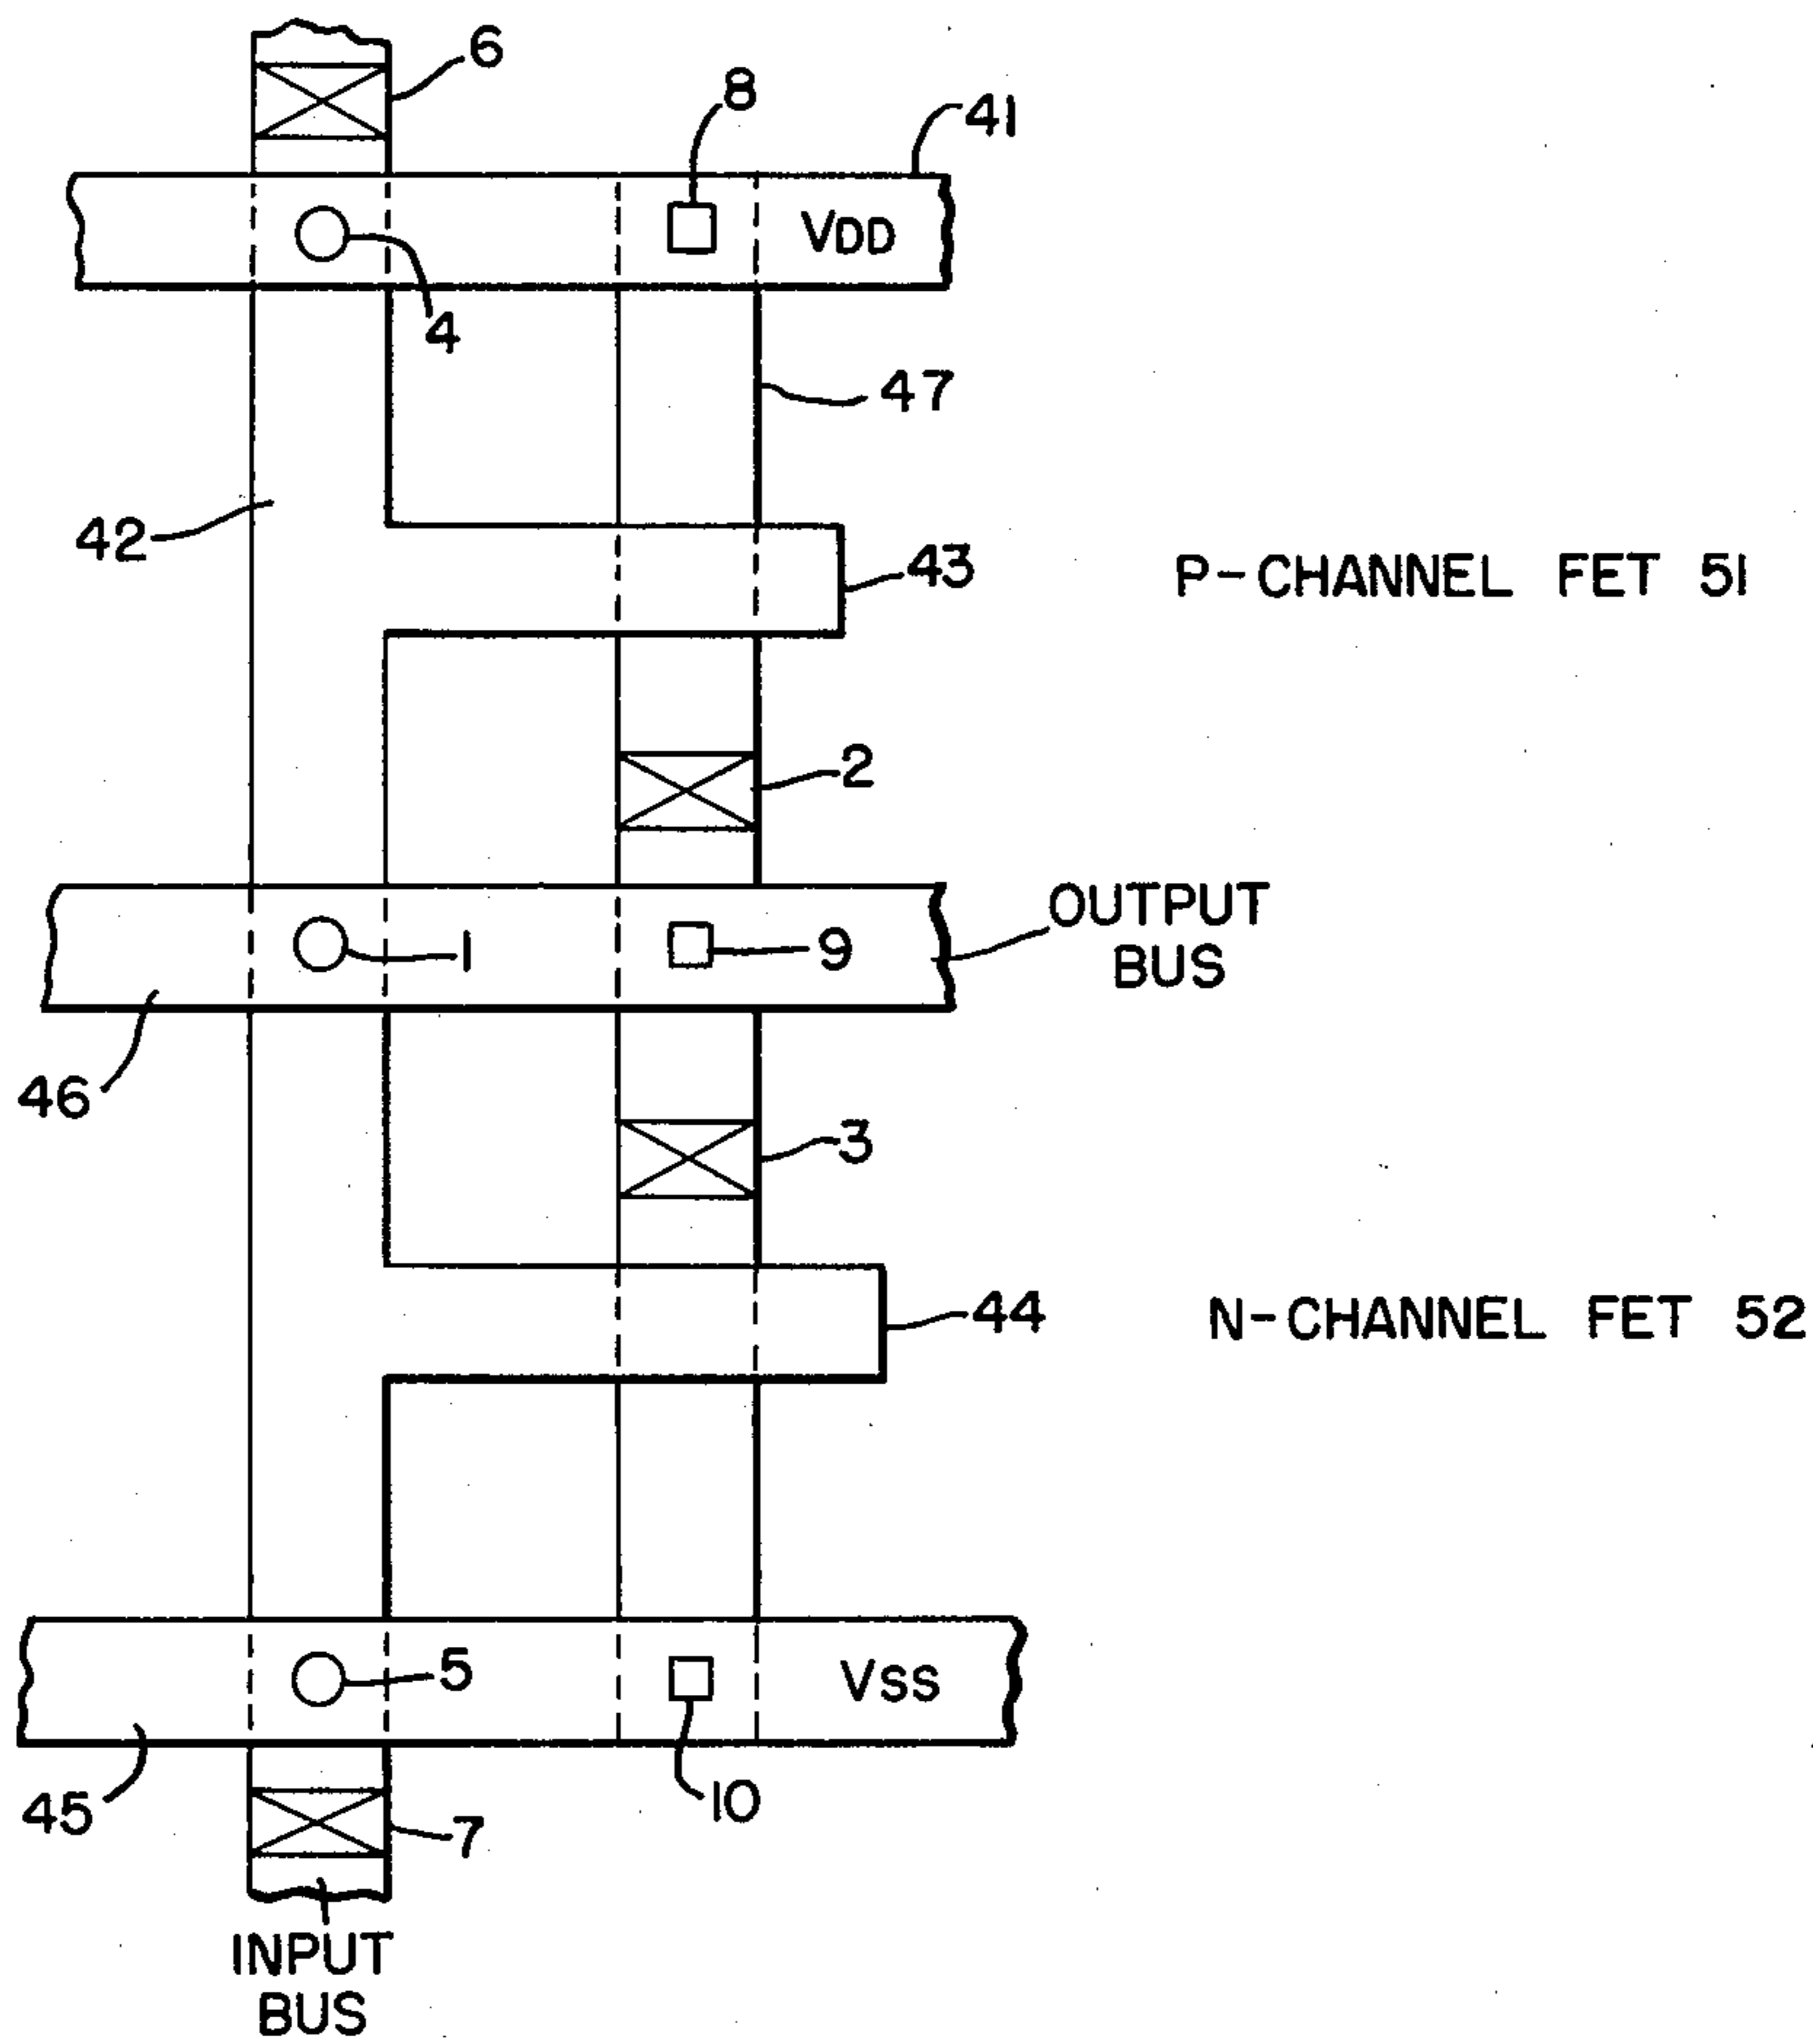 6
8
41
VDD
4
47
42
43
P-CHANNEL FET 51
2
OUTPUT
BUS
1
9
46
3
44
N-CHANNEL FET 52
5
VSS
45
10
7
INPUT
BUS